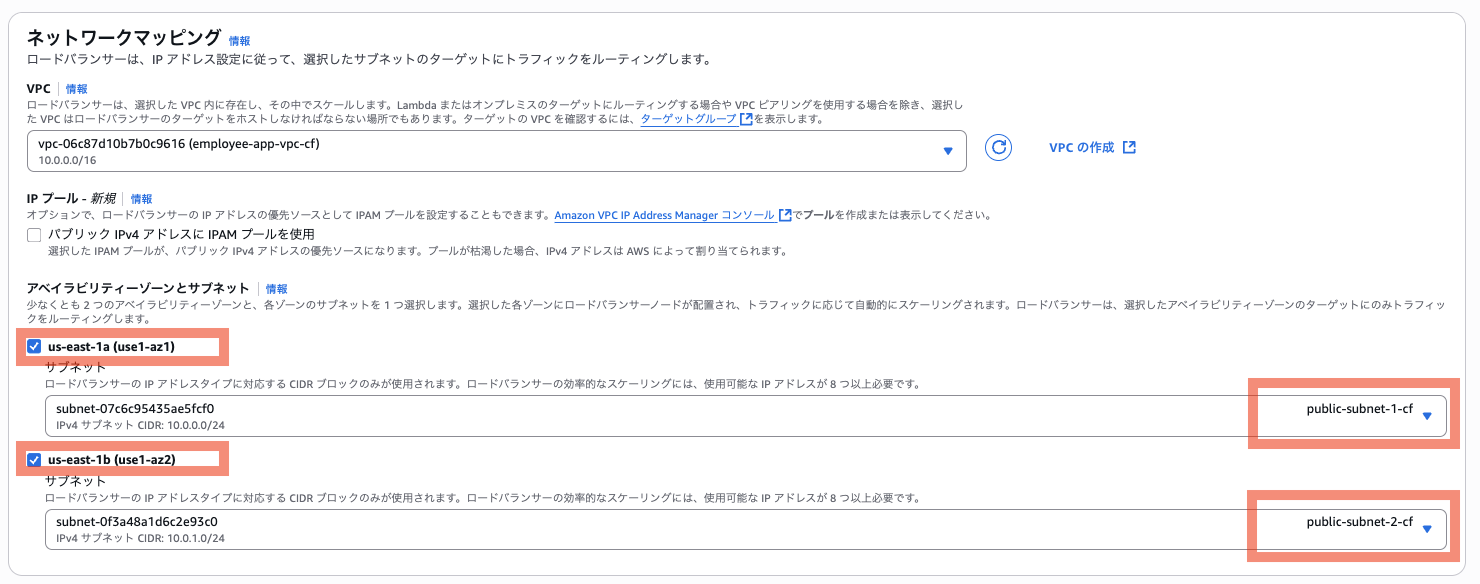 ネットワークマッピング 情報
ロードバランサーは、IP アドレス設定に従って、選択したサブネットのターゲットにトラフィックをルーティングします。
VPC 情報
ロードバランサーは、選択した VPC 内に存在し、その中でスケールします。Lambda またはオンプレミスのターゲットにルーティングする場合や VPC ピアリングを使用する場合を除き、選択し
た VPC はロードバランサーのターゲットをホストしなければならない場所でもあります。ターゲットの VPC を確認するには、ターゲットグループ を表示します。
vpc-06c87d10b7b0c9616 (employee-app-vpc-cf)
10.0.0.0/16
VPC の作成
IP プール - 新規 情報
オプションで、ロードバランサーの IP アドレスの優先ソースとして IPAM プールを設定することもできます。Amazon VPC IP Address Manager コンソール でプールを作成または表示してください。
パブリック IPv4 アドレスに IPAM プールを使用
選択した IPAM プールが、パブリック IPv4 アドレスの優先ソースになります。プールが枯渇した場合、IPv4 アドレスは AWS によって割り当てられます。
アベイラビリティーゾーンとサブネット 情報
少なくとも 2 つのアベイラビリティーゾーンと、各ゾーンのサブネットを 1 つ選択します。選択した各ゾーンにロードバランサーノードが配置され、トラフィックに応じて自動的にスケーリングされます。ロードバランサーは、選択したアベイラビリティーゾーンのターゲットにのみトラフィッ
クをルーティングします。
us-east-1a (use1-az1)
サブネット
ロードバランサーの IP アドレスタイプに対応する CIDR ブロックのみが使用されます。ロードバランサーの効率的なスケーリングには、使用可能な IP アドレスが 8 つ以上必要です。
subnet-07c6c95435ae5fcf0 public-subnet-1-cf
IPv4 サブネット CIDR: 10.0.0.0/24
us-east-1b (use1-az2)
サブネット
ロードバランサーの IP アドレスタイプに対応する CIDR ブロックのみが使用されます。ロードバランサーの効率的なスケーリングには、使用可能な IP アドレスが 8 つ以上必要です。
subnet-0f3a48a1d6c2e93c0 public-subnet-2-cf
IPv4 サブネット CIDR: 10.0.1.0/24